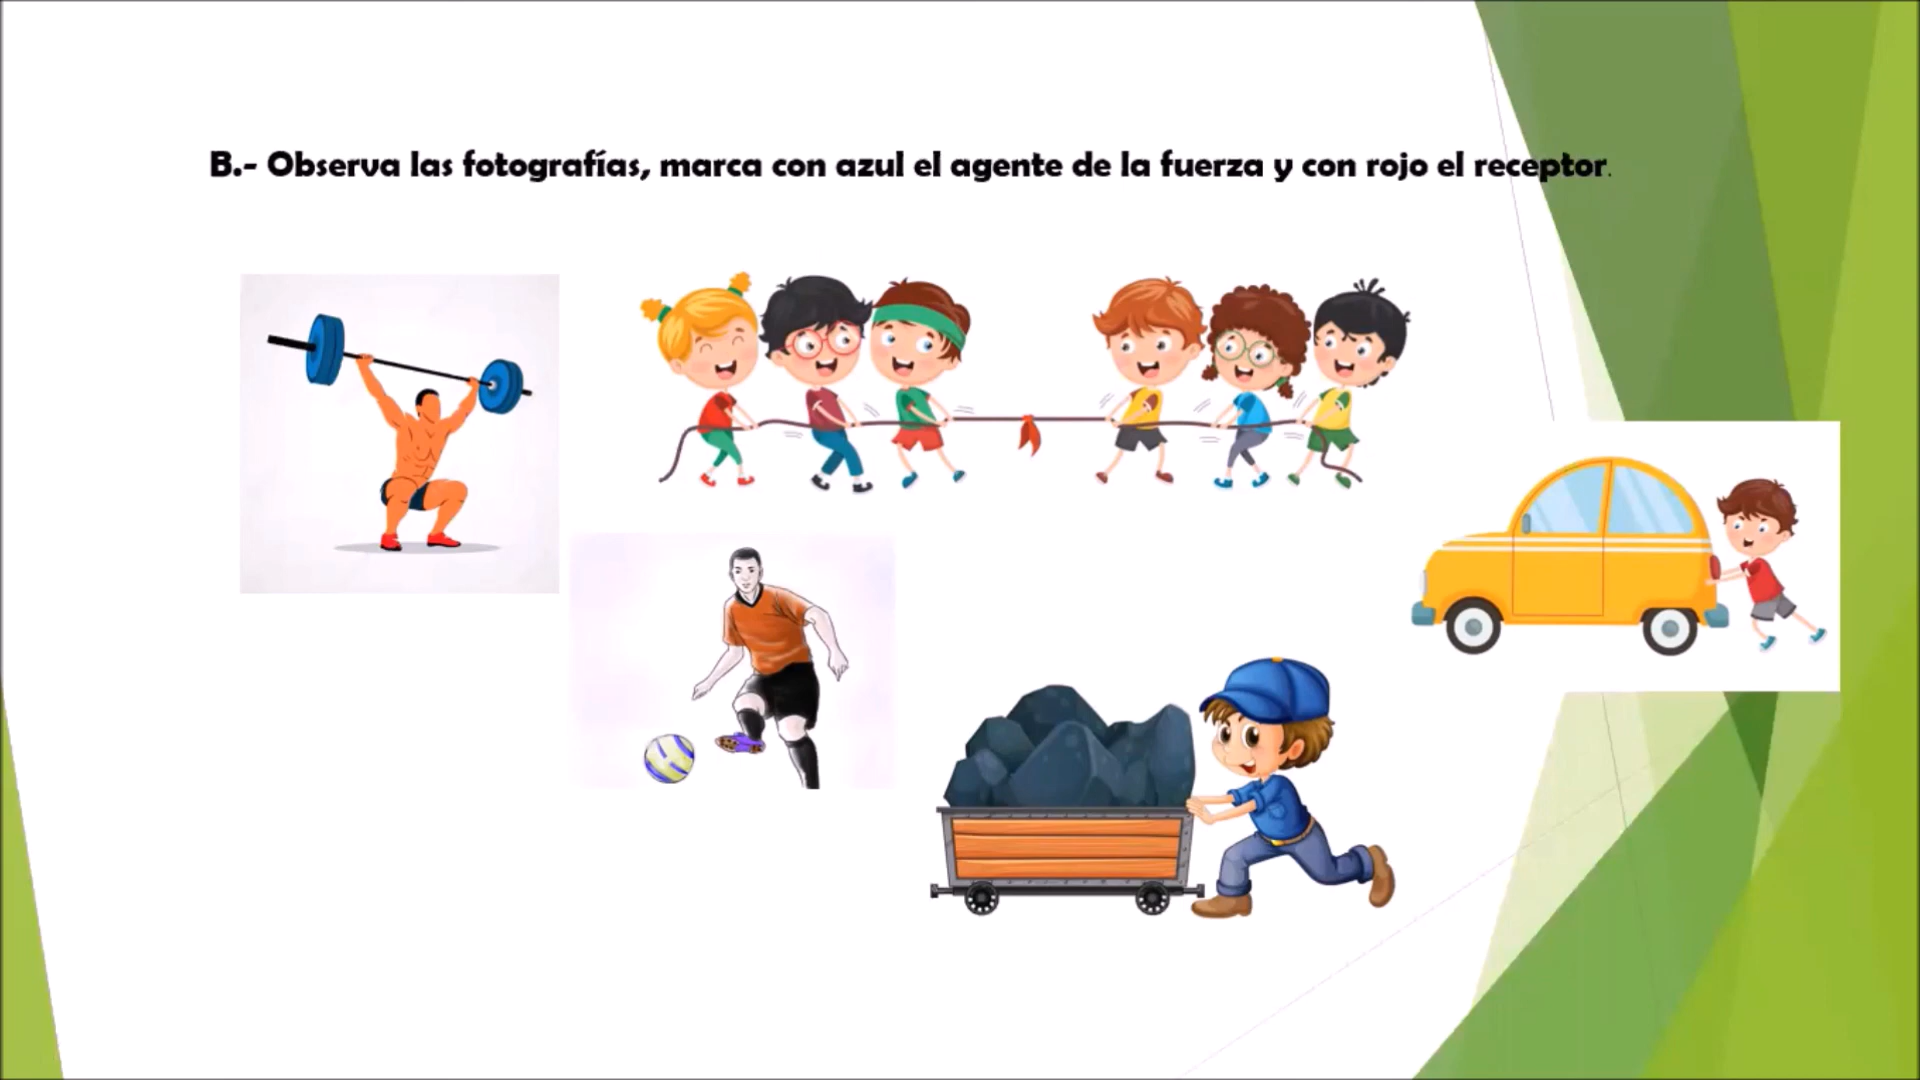 B.- Observa las fotografías, marca con azul el agente de la fuerza y con rojo el receptor.